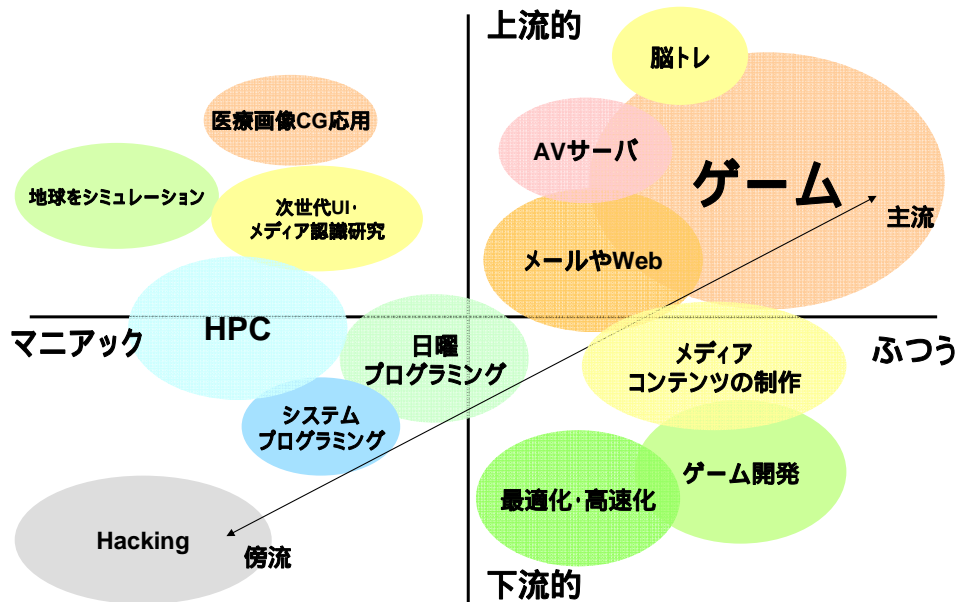 上流的
脳トレ
医療画像CG応用
AVサーバ
ゲーム
地球をシミュレーション
次世代UI・
メディア認識研究
主流
メールやWeb
マニアック
HPC
日曜
プログラミング
メディア
コンテンツの制作
ふつう
システム
プログラミング
ゲーム開発
最適化・高速化
Hacking
傍流
下流的